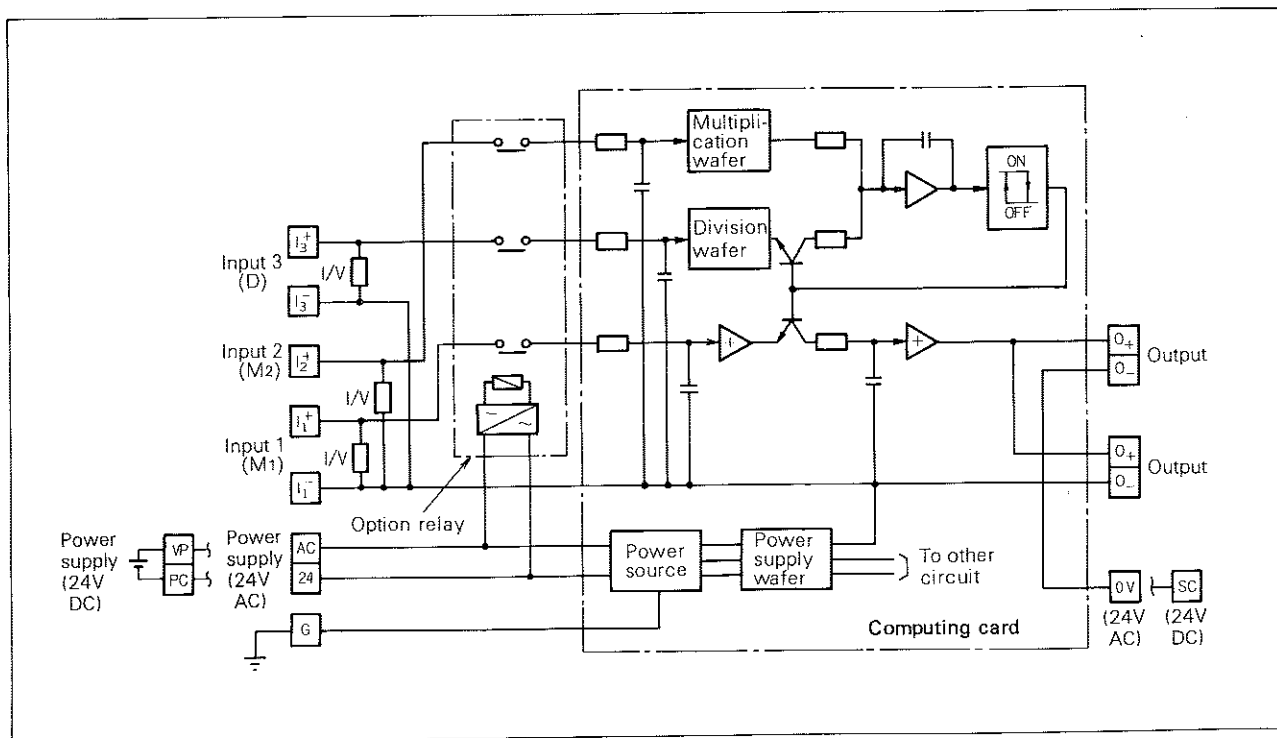 Multipli-
cation
wafer
ON
OFF
Division
wafer
I3+
Input 3
(D)
I/V
I3-
Input 2
(M2)
I2+
I/V
I1+
Input 1
(M1)
I/V
I1-
+
+
O+
O-
Output
O+
O-
Output
~
~
Option relay
Power
supply
(24V
DC)
VP
PC
Power
supply
(24V
AC)
AC
24
G
Power
source
Power
supply
wafer
To other
circuit
Computing card
0V
SC
(24V
AC)
(24V
DC)